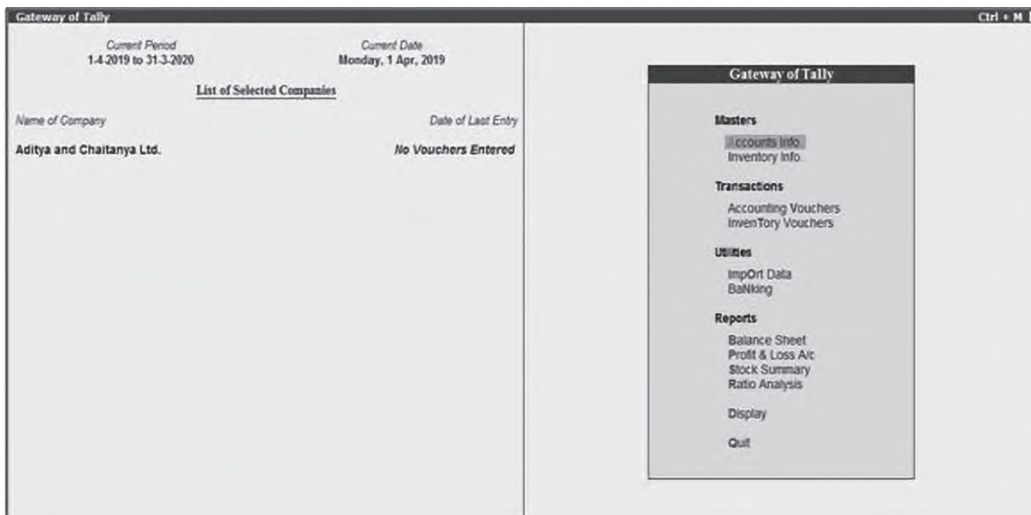 Gateway of Tally
Ctrl + M
Current Period
1-4-2019 to 31-3-2020
Current Date
Monday, 1 Apr, 2019
List of Selected Companies
Name of Company
Date of Last Entry
Aditya and Chaitanya Ltd.
No Vouchers Entered
Gateway of Tally
Masters
Accounts Info.
Inventory Info.
Transactions
Accounting Vouchers
InvenTory Vouchers
Utilities
ImpOrt Data
BaNking
Reports
Balance Sheet
Profit & Loss A/c
Stock Summary
Ratio Analysis
Display
Quit